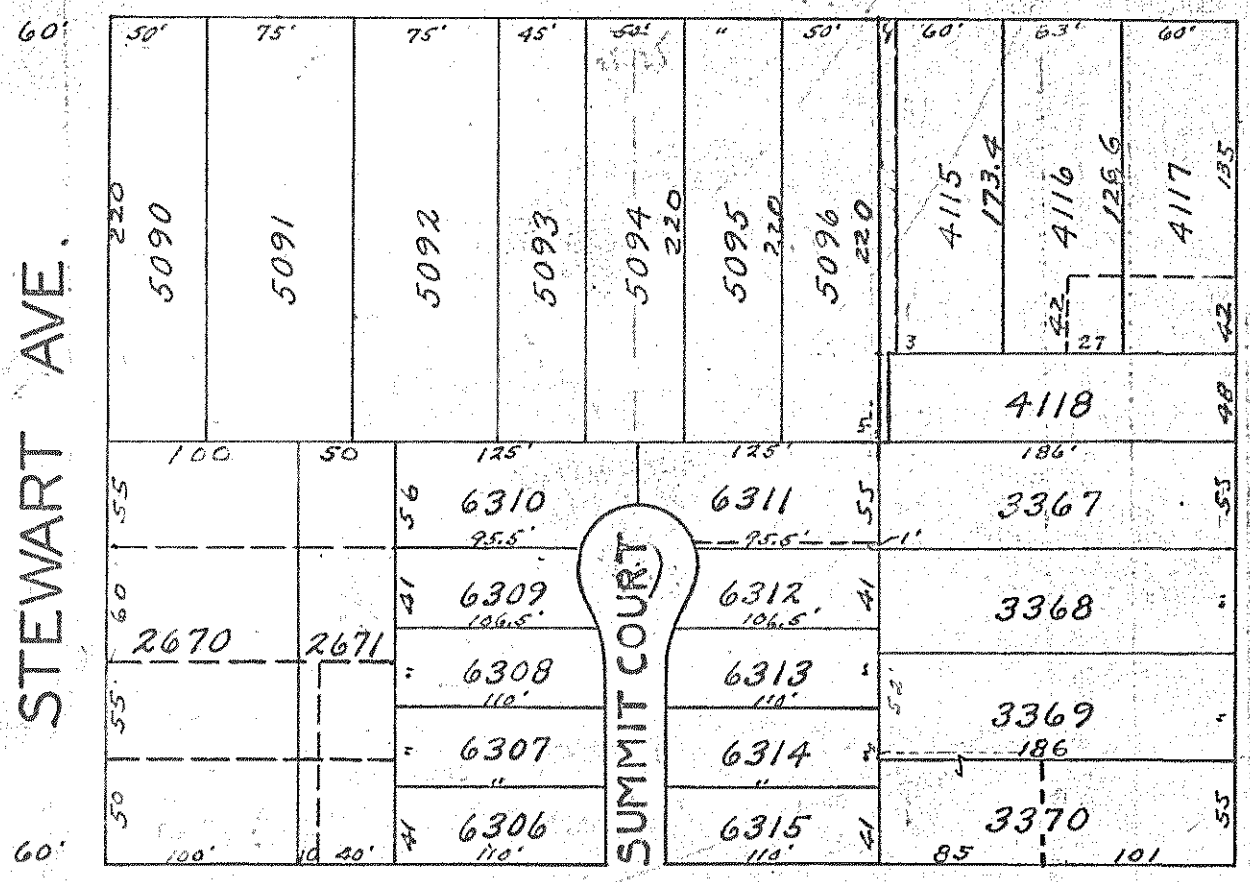 60' 50' 75' 75' 45' 50' " 50' 4 60' 63' 60'
220 5090 5091 5092 5093 5094 220 5095 220 5096 220 4115 173.4 4116 126.6 4117 135
42 42
3 27
STEWART AVE.
4118 48
5
100 50 125' 125' 186'
55 56 6310 6311 55 3367 55
95.5' 95.5' 1'
60 41 6309 6312 41 3368 "
106.5' 106.5'
2670 2671 " 6308 6313 "
110' 110'
SUMMIT COURT
55 52 3369 "
" 6307 6314 " 186
" "
50 41 6306 6315 41 3370 55
60' 100' 10 40' 110' 110' 85 101